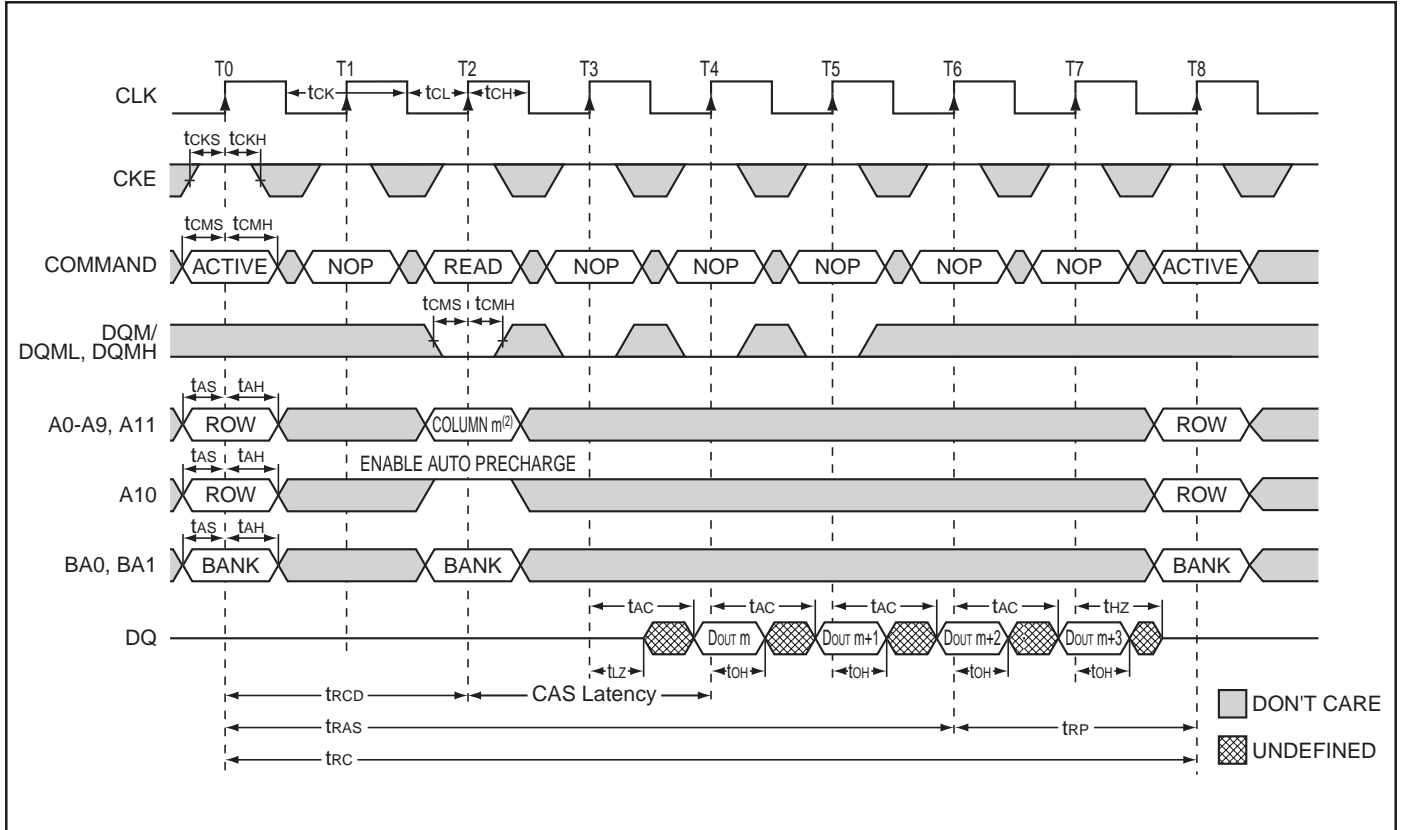 T0 T1 T2 T3 T4 T5 T6 T7 T8
CLK tCK tCL tCH
tCKS tCKH
CKE
tCMS tCMH
COMMAND ACTIVE NOP READ NOP NOP NOP NOP NOP ACTIVE
tCMS tCMH
DQM/
DQML, DQMH
tAS tAH
A0-A9, A11 ROW COLUMN m(2) ROW
tAS tAH ENABLE AUTO PRECHARGE
A10 ROW ROW
tAS tAH
BA0, BA1 BANK BANK BANK
tAC tAC tAC tAC tHZ
DQ DOUT m DOUT m+1 DOUT m+2 DOUT m+3
tLZ tOH tOH tOH tOH
tRCD CAS Latency
DON'T CARE
tRAS tRP
UNDEFINED
tRC